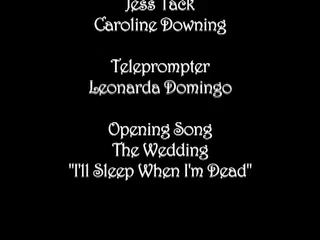 Jess Tack
Caroline Downing
Teleprompter
Leonarda Domingo
Opening Song
The Wedding
"I'll Sleep When I'm Dead"